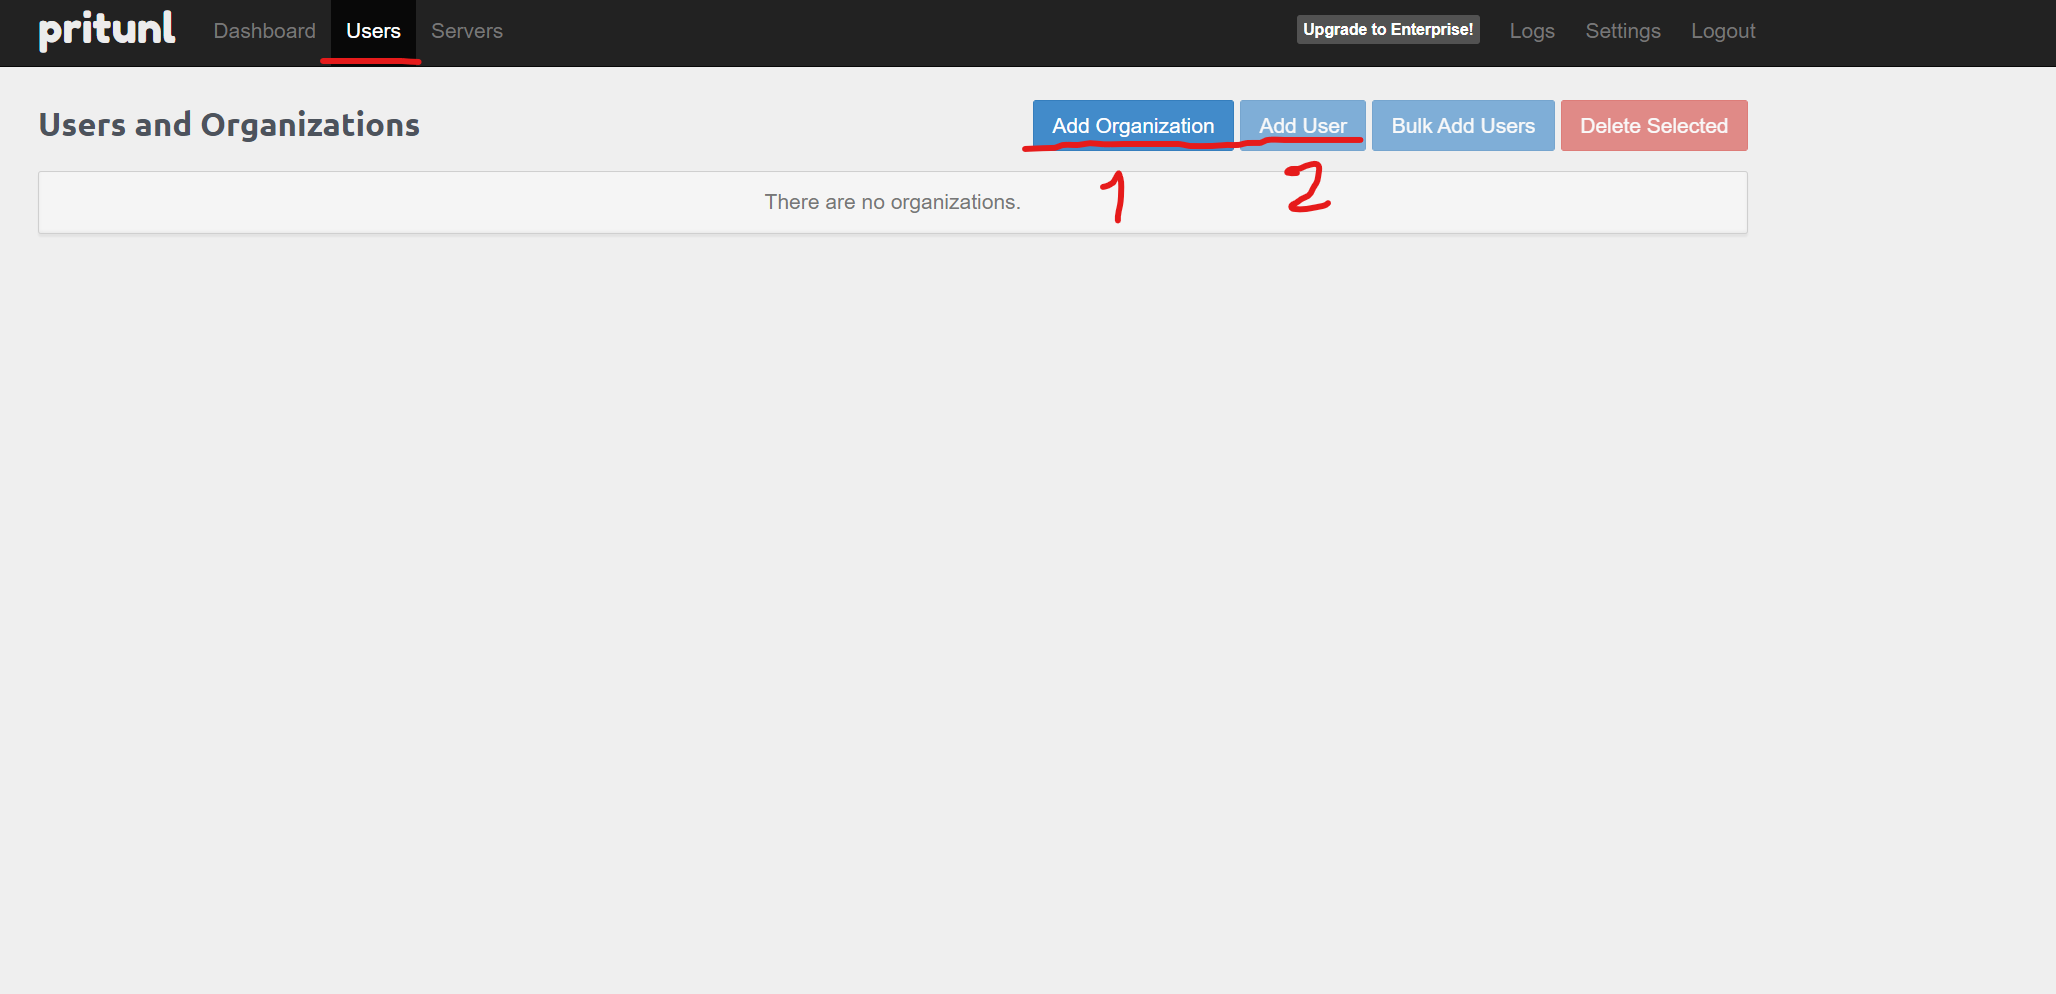 pritunl Dashboard Users Servers Upgrade to Enterprise! Logs Settings Logout
Users and Organizations Add Organization Add User Bulk Add Users Delete Selected
There are no organizations.
1 2